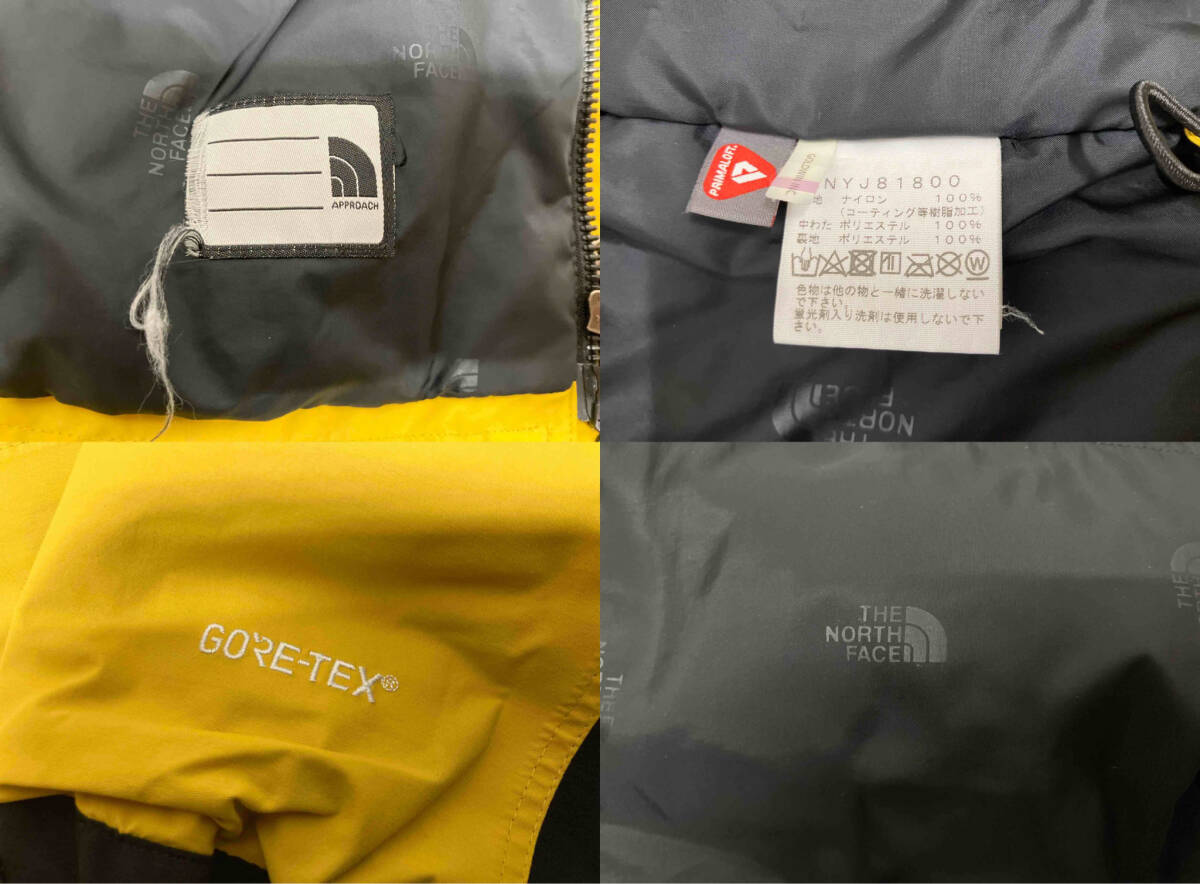 NORTH
FACE
THE
NORTH
FACE
APPROACH
PRIMALOFT
NYJ81800
地 ナイロン 100%
(コーティング等樹脂加工)
中わた ポリエステル 100%
裏地 ポリエステル 100%
色物は他の物と一緒に洗濯しない
で下さい。
蛍光剤入り洗剤は使用しないで下
さい。
THE
NORTH
FACE
GORE-TEX®
THE
NORTH
FACE
THE